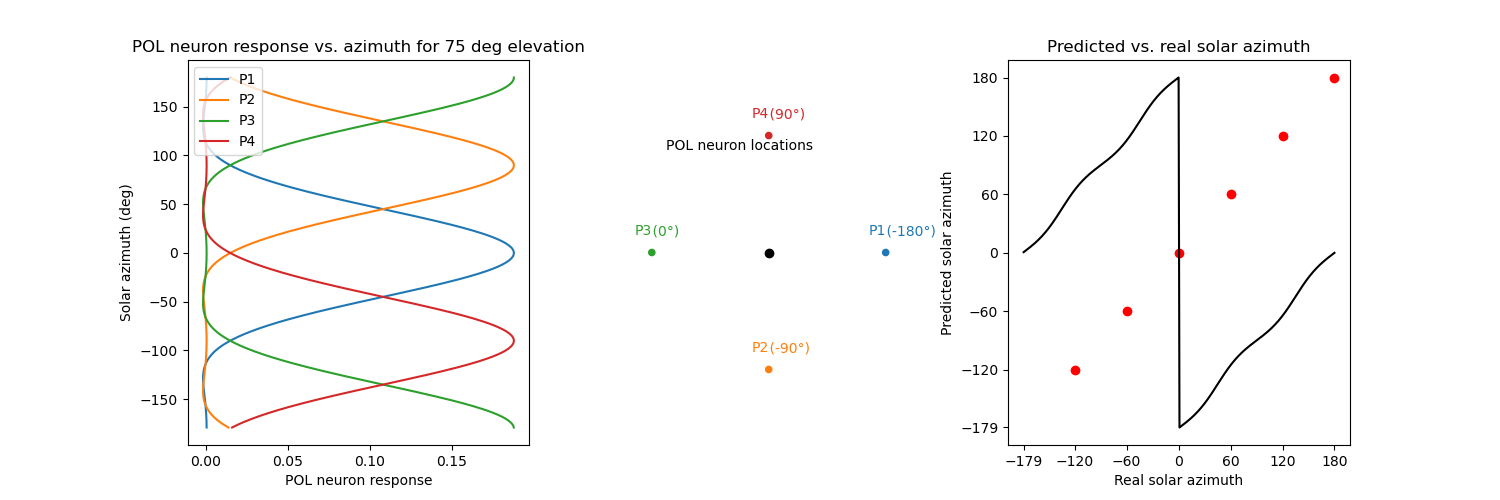 POL neuron response vs. azimuth for 75 deg elevation
P1
P2
P3
P4
150
100
50
0
−50
−100
−150
Solar azimuth (deg)
0.00 0.05 0.10 0.15
POL neuron response
P4(90°)
POL neuron locations
P3(0°)
P1(-180°)
P2(-90°)
Predicted vs. real solar azimuth
180
120
60
0
−60
−120
−179
Predicted solar azimuth
−179 −120 −60 0 60 120 180
Real solar azimuth